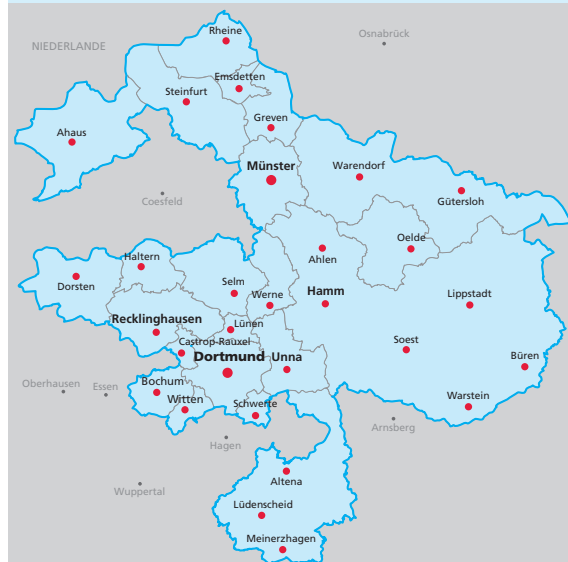 Rheine
Osnabrück
NIEDERLANDE
Emsdetten
Steinfurt
Greven
Ahaus
Münster
Warendorf
Coesfeld
Gütersloh
Oelde
Haltern
Ahlen
Dorsten
Selm
Werne
Hamm
Lippstadt
Recklinghausen
Lünen
Castrop-Rauxel
Soest
Dortmund
Unna
Büren
Oberhausen
Essen
Bochum
Witten
Schwerte
Warstein
Arnsberg
Hagen
Altena
Wuppertal
Lüdenscheid
Meinerzhagen